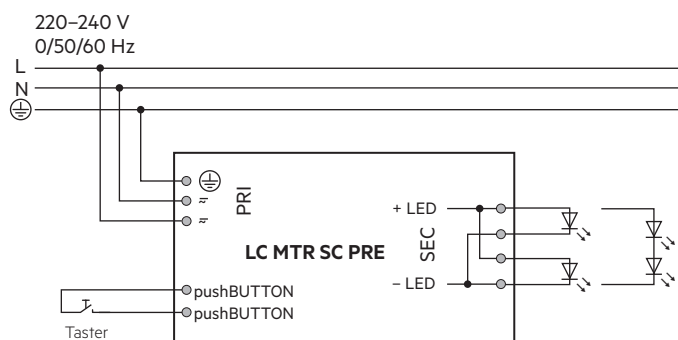 220–240 V
0/50/60 Hz
L
N
PRI
LC MTR SC PRE
+ LED
SEC
– LED
pushBUTTON
pushBUTTON
Taster